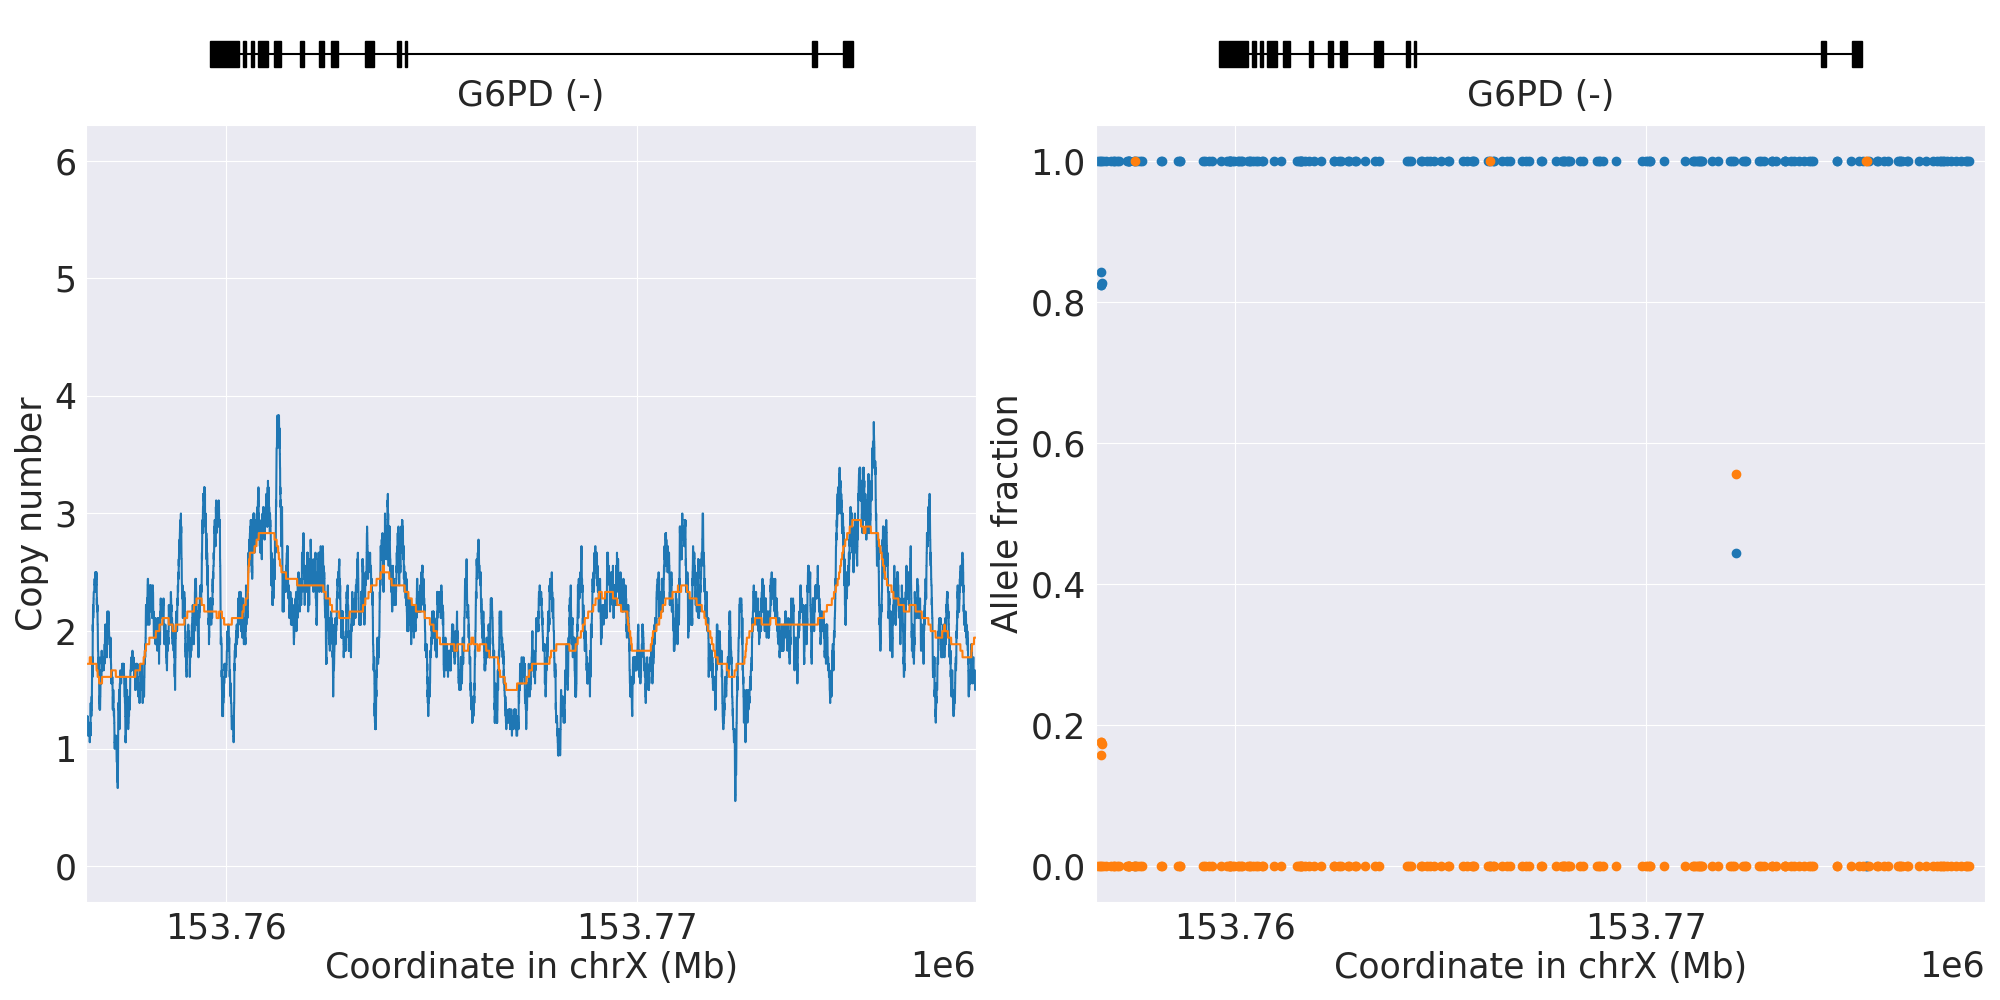 G6PD (-)
G6PD (-)
Copy number
6
5
4
3
2
1
0
153.76
153.77
Coordinate in chrX (Mb)
1e6
Allele fraction
1.0
0.8
0.6
0.4
0.2
0.0
153.76
153.77
Coordinate in chrX (Mb)
1e6